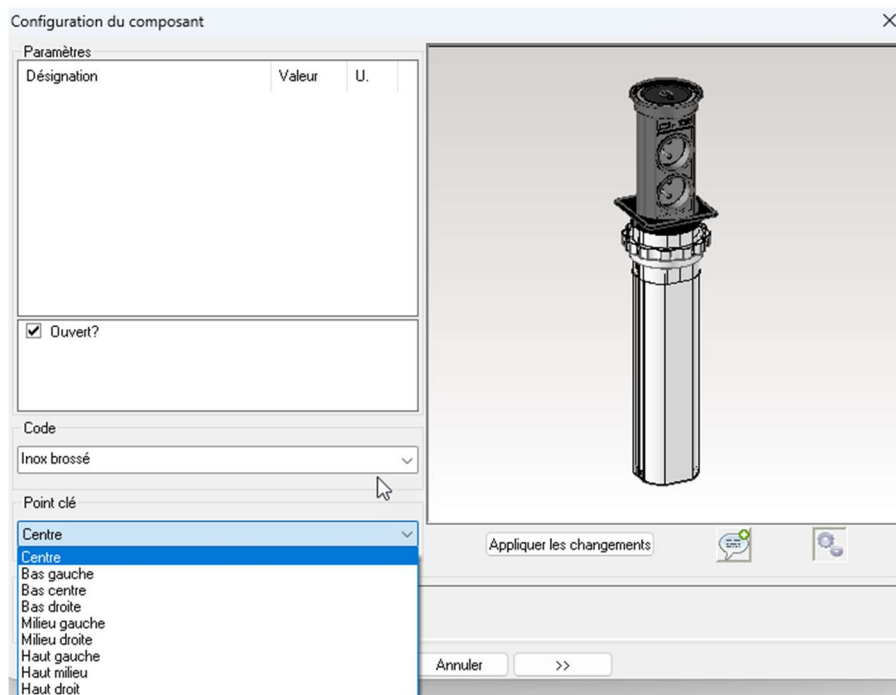 Configuration du composant
Paramètres
Désignation Valeur U.
Ouvert?
Code
Inox brossé
Point clé
Centre
Centre
Bas gauche
Bas centre
Bas droite
Milieu gauche
Milieu droite
Haut gauche
Haut milieu
Haut droit
Appliquer les changements
Annuler >>